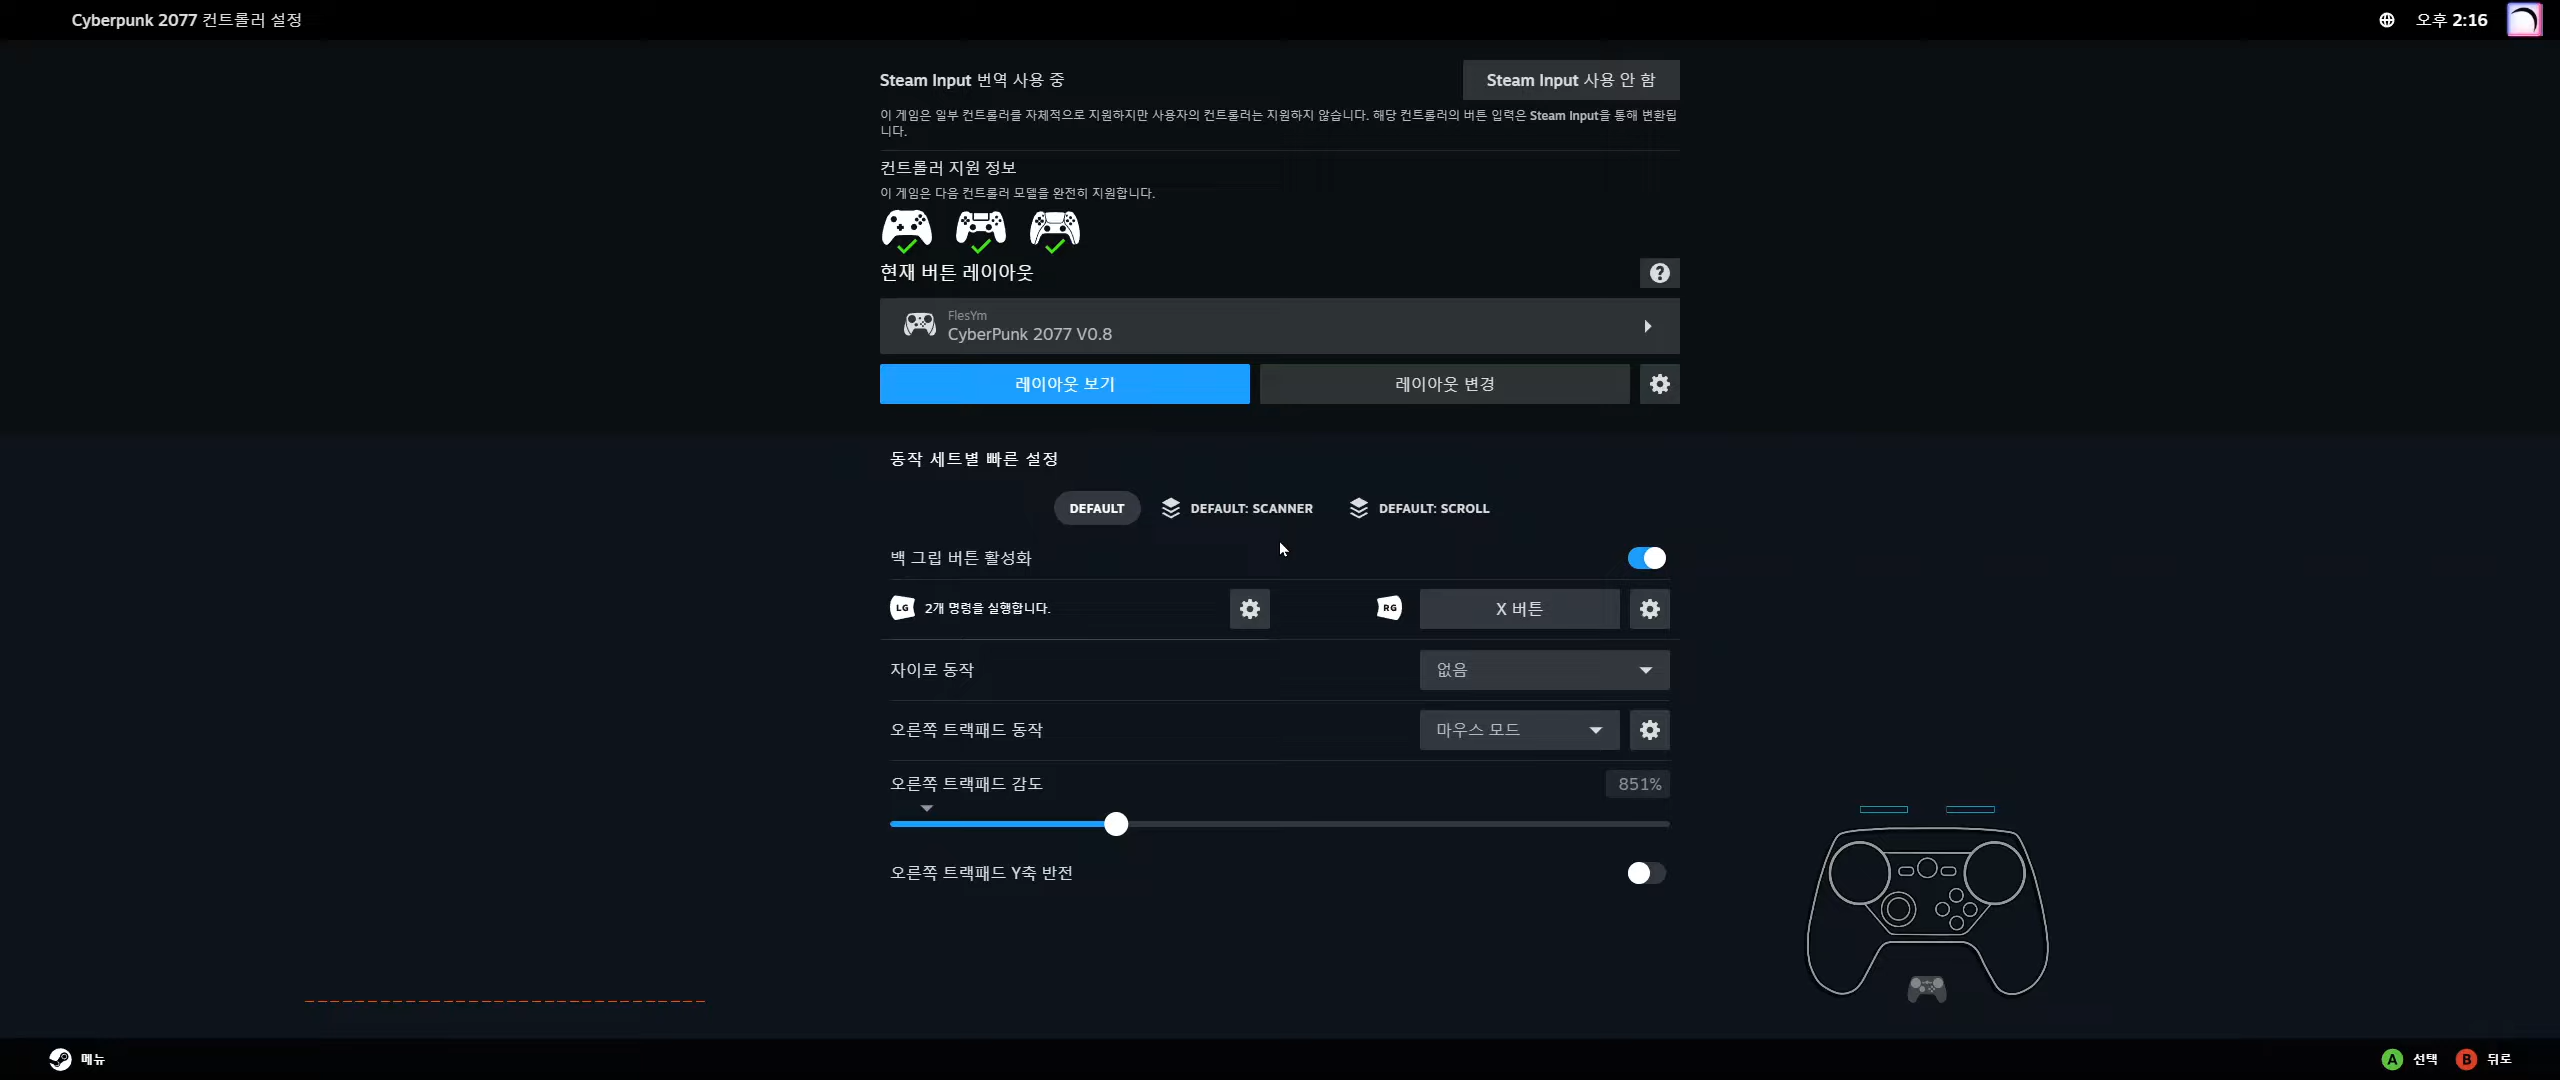 Cyberpunk 2077 컨트롤러 설정
오후 2:16
Steam Input 번역 사용 중
Steam Input 사용 안 함
이 게임은 일부 컨트롤러를 자체적으로 지원하지만 사용자의 컨트롤러는 지원하지 않습니다. 해당 컨트롤러의 버튼 입력은 Steam Input을 통해 변환됩
니다.
컨트롤러 지원 정보
이 게임은 다음 컨트롤러 모델을 완전히 지원합니다.
현재 버튼 레이아웃
?
FlesYm
CyberPunk 2077 V0.8
레이아웃 보기
레이아웃 변경
동작 세트별 빠른 설정
DEFAULT
DEFAULT: SCANNER
DEFAULT: SCROLL
백 그립 버튼 활성화
LG 2개 명령을 실행합니다.
RG X 버튼
자이로 동작
없음
오른쪽 트랙패드 동작
마우스 모드
오른쪽 트랙패드 감도
851%
오른쪽 트랙패드 Y축 반전
메뉴
A 선택
B 뒤로